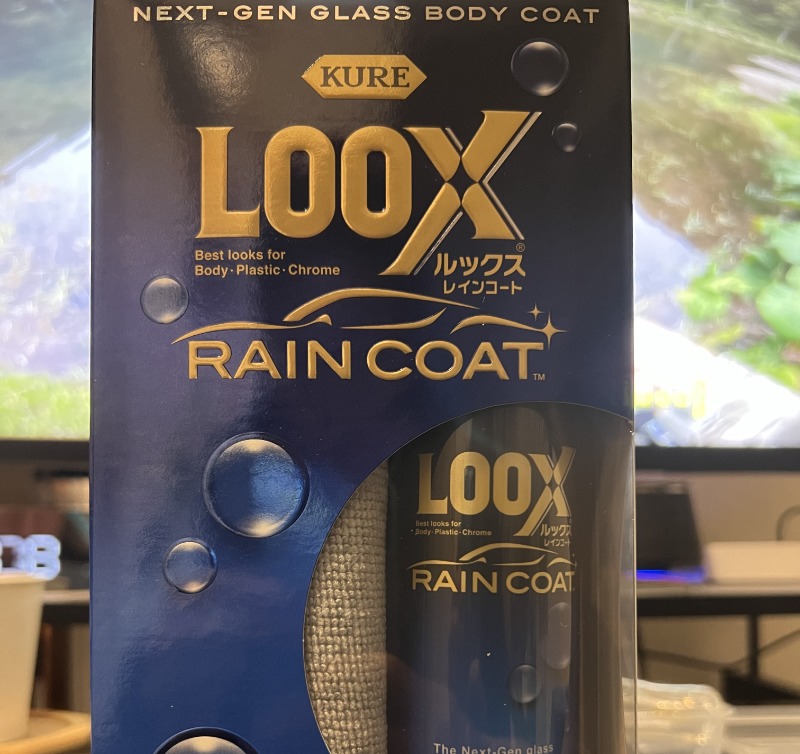 NEXT-GEN GLASS BODY COAT
KURE
LOOX
®
Best looks for
Body·Plastic·Chrome
ルックス
レインコート
RAIN COAT™
LOOX
Best looks for
Body·Plastic·Chrome
ルックス
レインコート
RAIN COAT
The Next-Gen glass